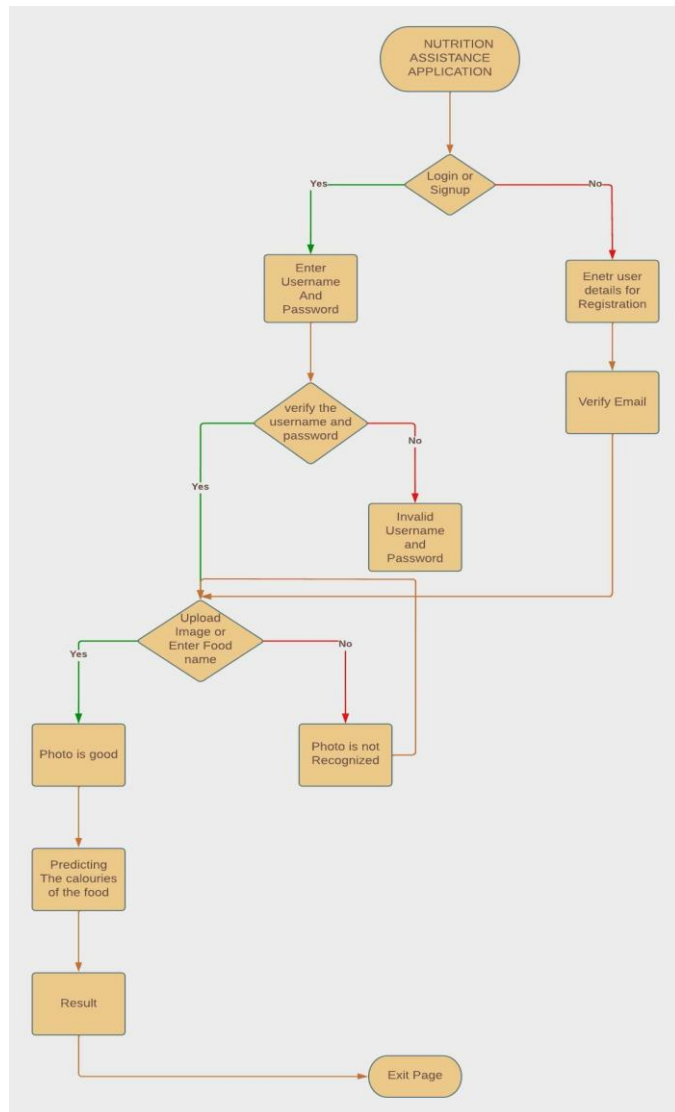 NUTRITION
ASSISTANCE
APPLICATION
Login or
Signup
Yes
No
Enter
Username
And
Password
Enetr user
details for
Registration
verify the
username and
password
Verify Email
No
Yes
Invalid
Username
and
Password
Upload
Image or
Enter Food
name
Yes
No
Photo is good
Photo is not
Recognized
Predicting
The calouries
of the food
Result
Exit Page